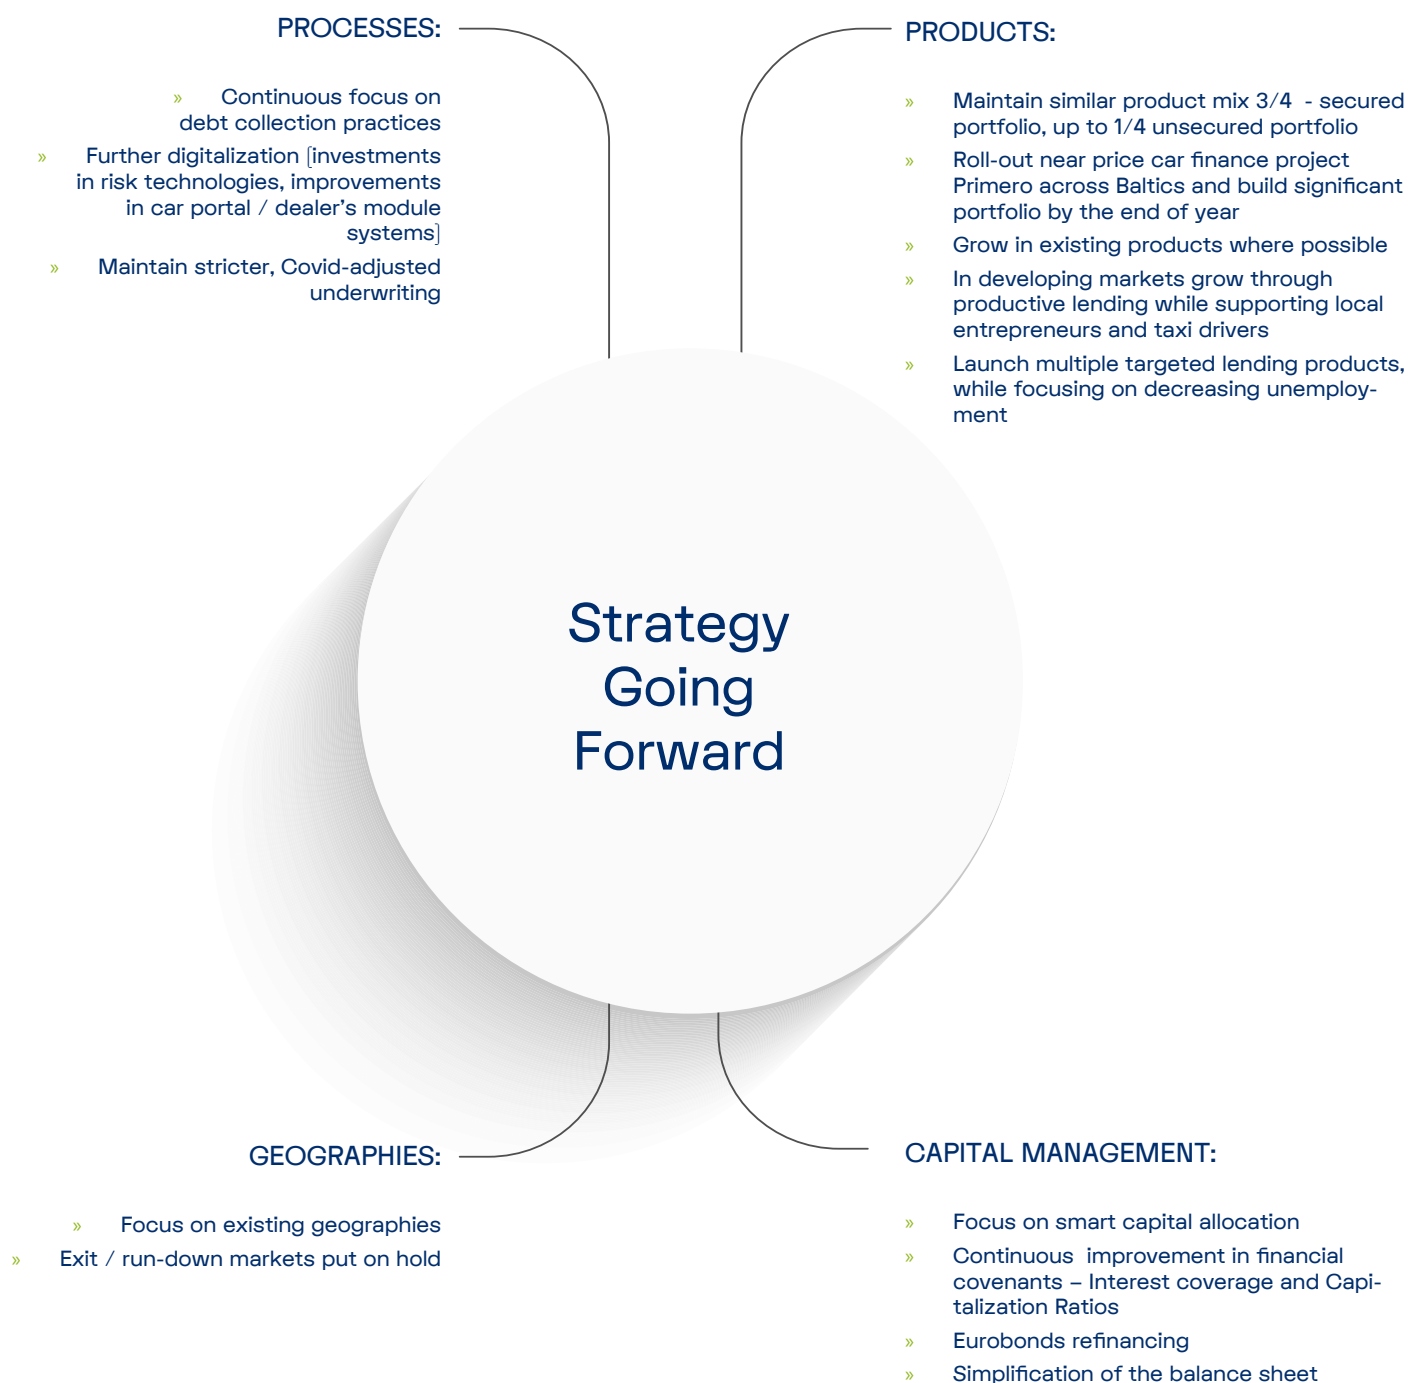 PROCESSES:
» Continuous focus on
debt collection practices
» Further digitalization [investments
in risk technologies, improvements
in car portal / dealer’s module
systems]
» Maintain stricter, Covid-adjusted
underwriting
PRODUCTS:
» Maintain similar product mix 3/4 - secured
portfolio, up to 1/4 unsecured portfolio
» Roll-out near price car finance project
Primero across Baltics and build significant
portfolio by the end of year
» Grow in existing products where possible
» In developing markets grow through
productive lending while supporting local
entrepreneurs and taxi drivers
» Launch multiple targeted lending products,
while focusing on decreasing unemploy-
ment
Strategy
Going
Forward
GEOGRAPHIES:
» Focus on existing geographies
» Exit / run-down markets put on hold
CAPITAL MANAGEMENT:
» Focus on smart capital allocation
» Continuous improvement in financial
covenants – Interest coverage and Capi-
talization Ratios
» Eurobonds refinancing
» Simplification of the balance sheet